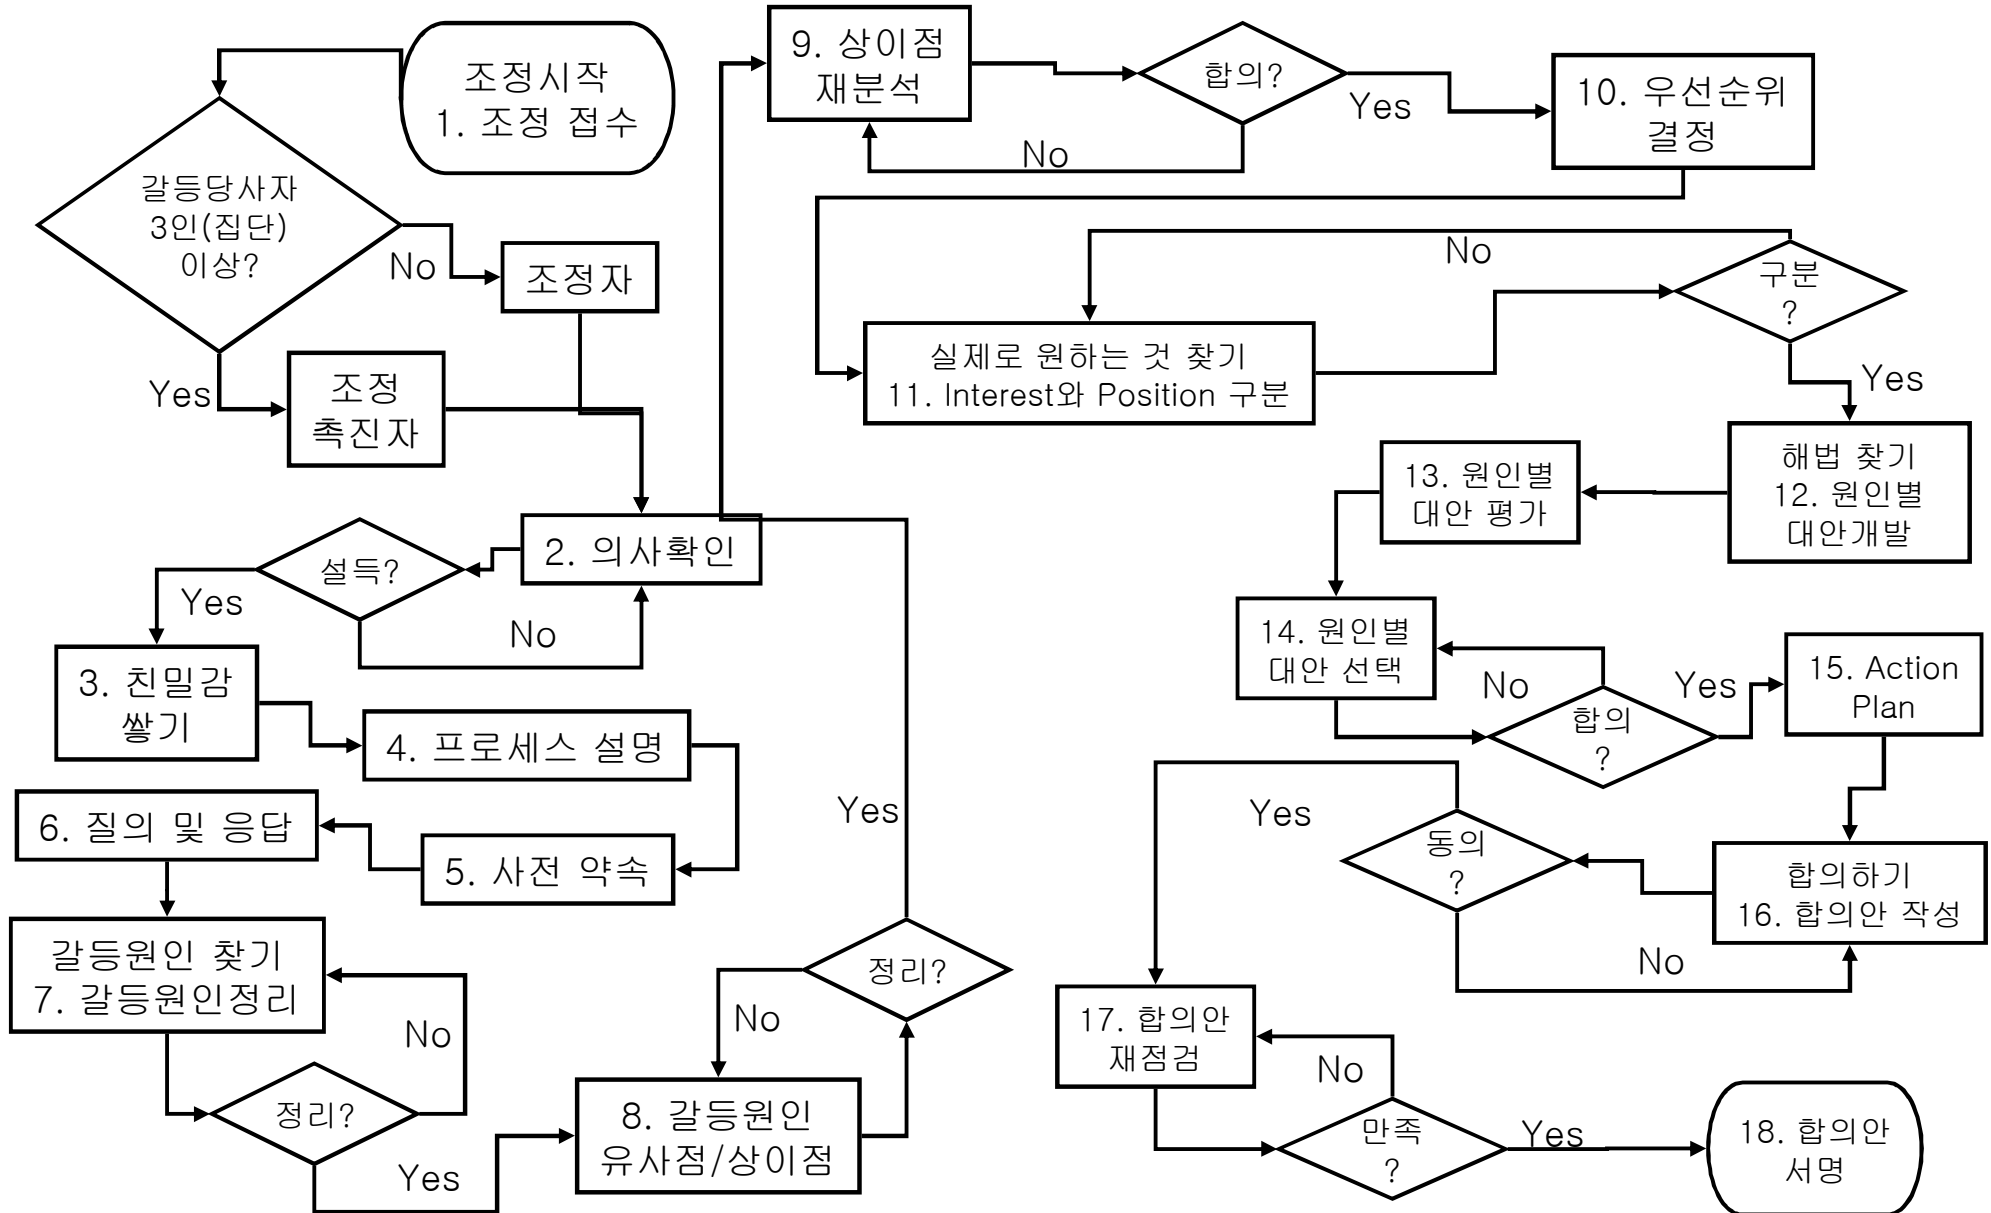 조정시작
1. 조정 접수
갈등당사자
3인(집단)
이상?
No
조정자
Yes
조정
촉진자
2. 의사확인
설득?
Yes
No
3. 친밀감
쌓기
4. 프로세스 설명
5. 사전 약속
6. 질의 및 응답
갈등원인 찾기
7. 갈등원인정리
No
정리?
Yes
8. 갈등원인
유사점/상이점
No
정리?
Yes
9. 상이점
재분석
합의?
Yes
No
10. 우선순위
결정
실제로 원하는 것 찾기
11. Interest와 Position 구분
No
구분
?
Yes
해법 찾기
12. 원인별
대안개발
13. 원인별
대안 평가
14. 원인별
대안 선택
No
합의
?
Yes
15. Action
Plan
합의하기
16. 합의안 작성
동의
?
Yes
No
17. 합의안
재점검
No
만족
?
Yes
18. 합의안
서명